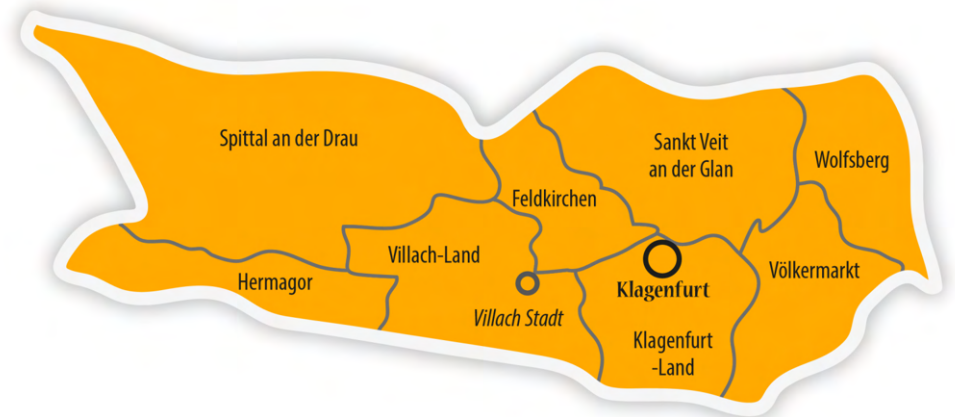 Spittal an der Drau
Sankt Veit
an der Glan
Wolfsberg
Feldkirchen
Villach-Land
Hermagor
Völkermarkt
Klagenfurt
Villach Stadt
Klagenfurt
-Land